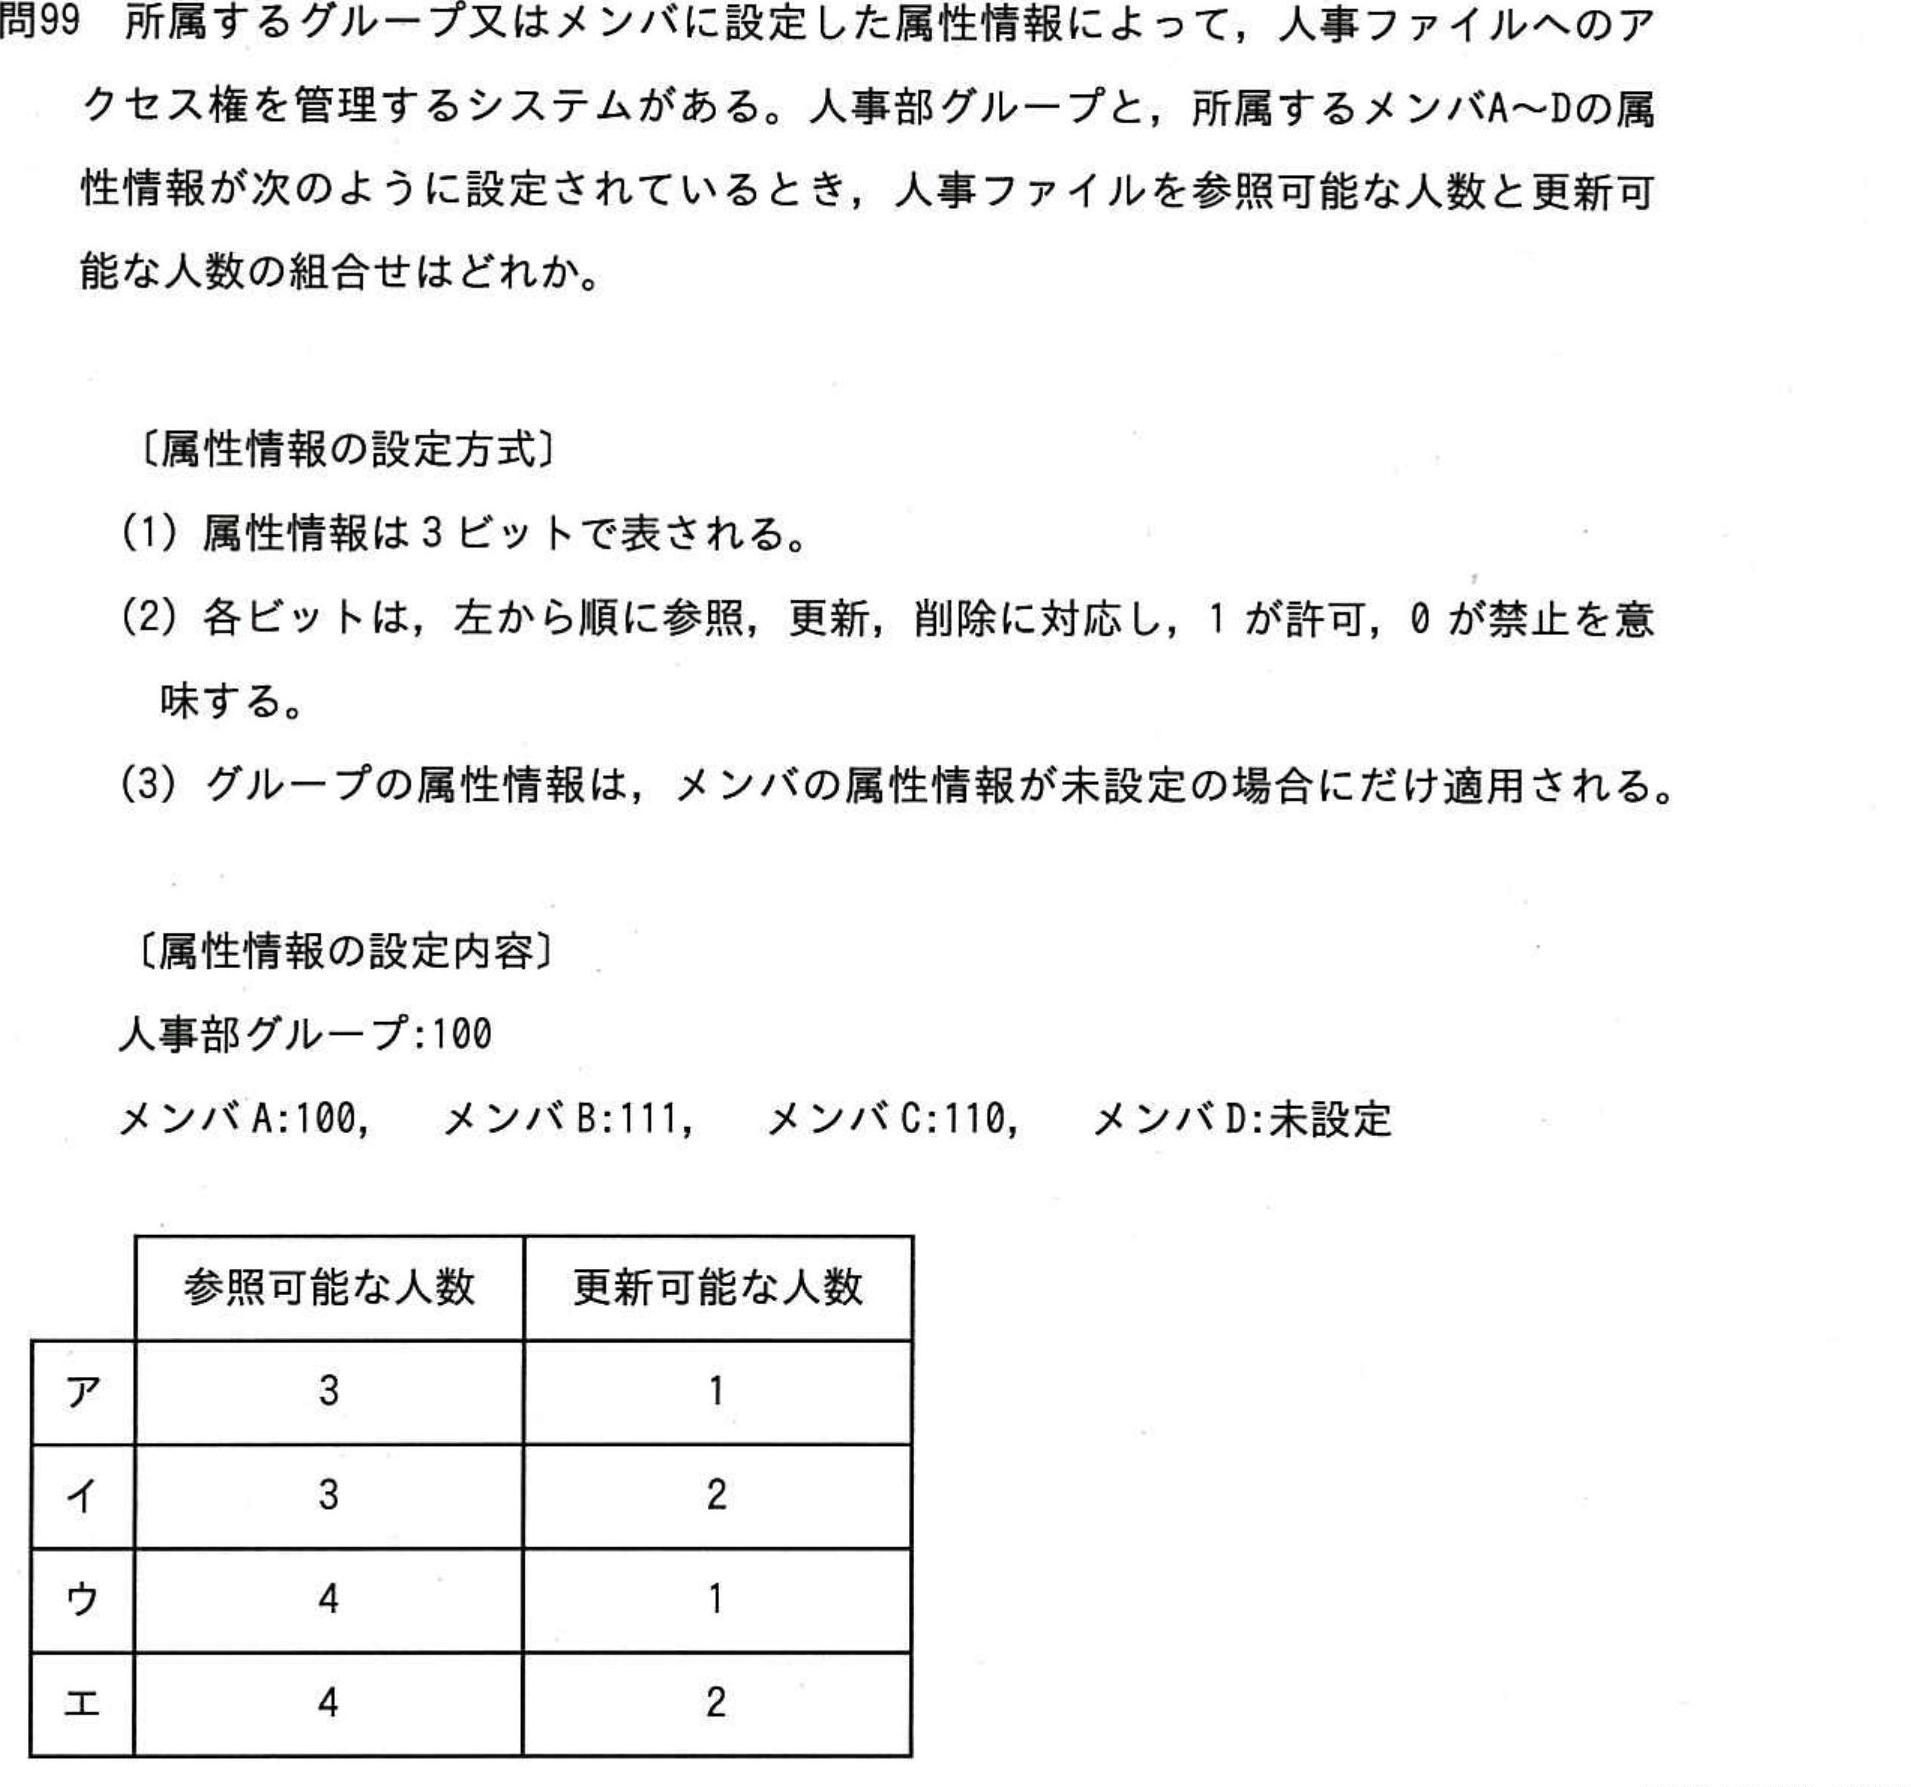 問99　所属するグループ又はメンバに設定した属性情報によって，人事ファイルへのア
クセス権を管理するシステムがある。人事部グループと，所属するメンバA～Dの属
性情報が次のように設定されているとき，人事ファイルを参照可能な人数と更新可
能な人数の組合せはどれか。
〔属性情報の設定方式〕
(1) 属性情報は 3 ビットで表される。
(2) 各ビットは，左から順に参照，更新，削除に対応し，1 が許可，0 が禁止を意
味する。
(3) グループの属性情報は，メンバの属性情報が未設定の場合にだけ適用される。
〔属性情報の設定内容〕
人事部グループ:100
メンバ A:100，　メンバ B:111，　メンバ C:110，　メンバ D:未設定
参照可能な人数　更新可能な人数
ア　3　1
イ　3　2
ウ　4　1
エ　4　2